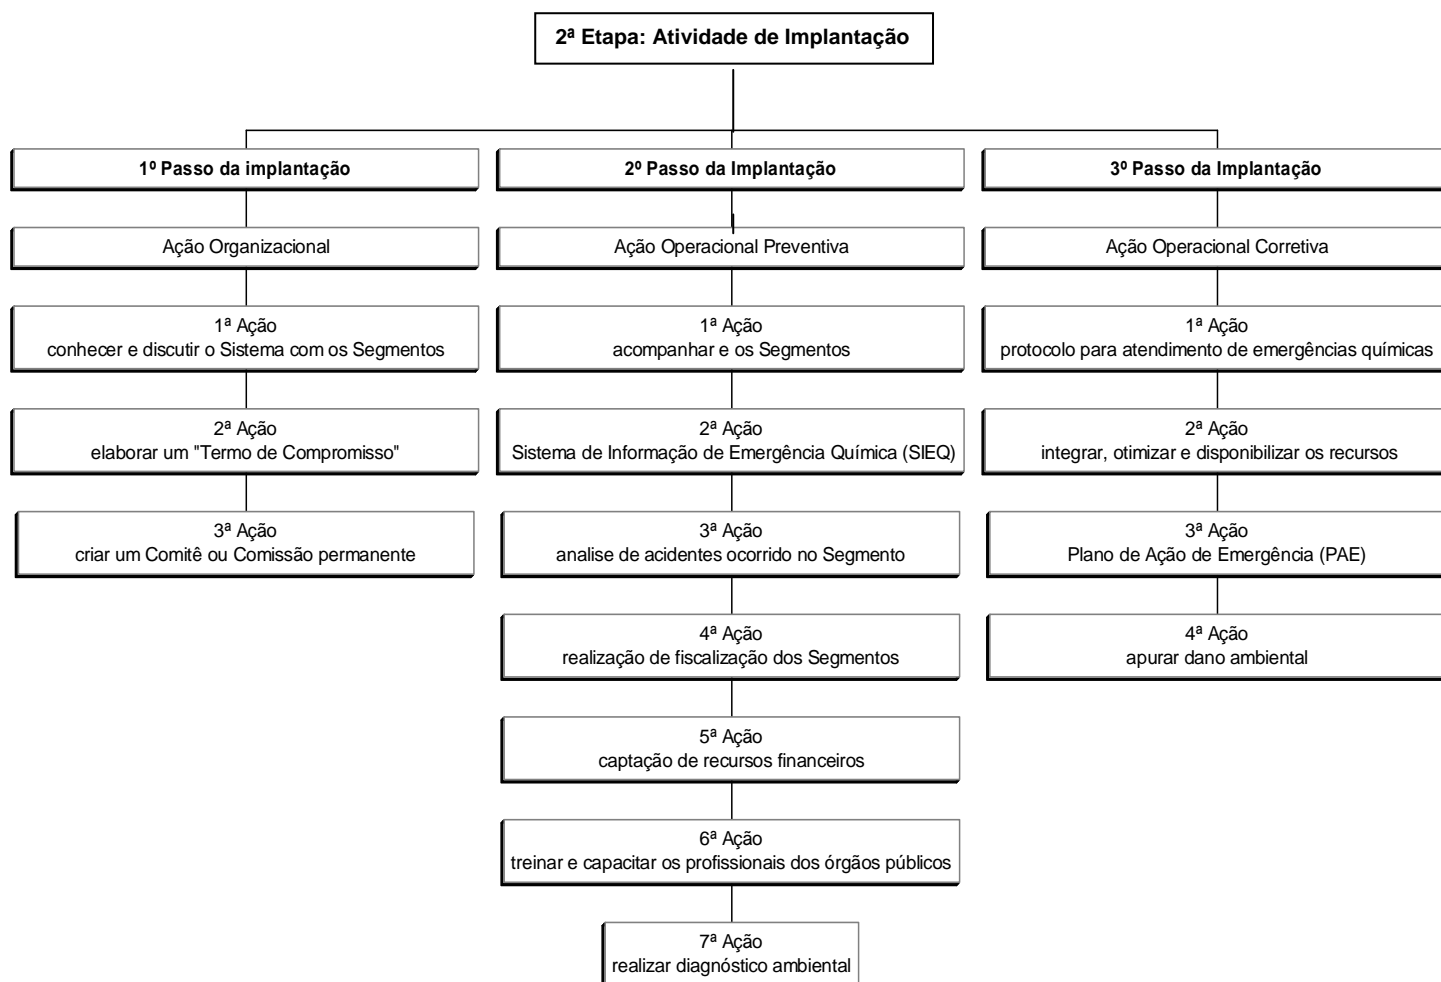 2ª Etapa: Atividade de Implantação
1º Passo da implantação
Ação Organizacional
1ª Ação
conhecer e discutir o Sistema com os Segmentos
2ª Ação
elaborar um "Termo de Compromisso"
3ª Ação
criar um Comitê ou Comissão permanente
2º Passo da Implantação
Ação Operacional Preventiva
1ª Ação
acompanhar e os Segmentos
2ª Ação
Sistema de Informação de Emergência Química (SIEQ)
3ª Ação
analise de acidentes ocorrido no Segmento
4ª Ação
realização de fiscalização dos Segmentos
5ª Ação
captação de recursos financeiros
6ª Ação
treinar e capacitar os profissionais dos órgãos públicos
7ª Ação
realizar diagnóstico ambiental
3º Passo da Implantação
Ação Operacional Corretiva
1ª Ação
protocolo para atendimento de emergências químicas
2ª Ação
integrar, otimizar e disponibilizar os recursos
3ª Ação
Plano de Ação de Emergência (PAE)
4ª Ação
apurar dano ambiental